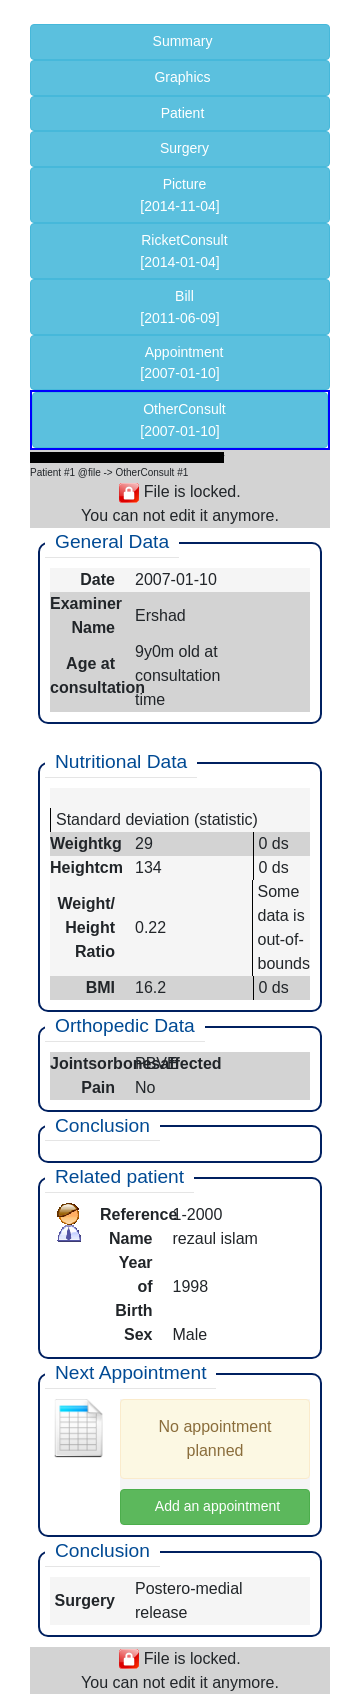 Summary
Graphics
Patient
Surgery
Picture
[2014-11-04]
RicketConsult
[2014-01-04]
Bill
[2011-06-09]
Appointment
[2007-01-10]
OtherConsult
[2007-01-10]
Patient #1 @file -> OtherConsult #1
File is locked.
You can not edit it anymore.
General Data
Date 2007-01-10
Examiner
Name
Ershad
Age at
consultation
9y0m old at
consultation
time
Nutritional Data
Standard deviation (statistic)
Weightkg 29 0 ds
Heightcm 134 0 ds
Weight/
Height
Ratio
0.22
Some
data is
out-of-
bounds
BMI 16.2 0 ds
Orthopedic Data
Jointsorbonesaffected
Pain No
Conclusion
Related patient
Reference 1-2000
Name rezaul islam
Year
of
Birth
1998
Sex Male
Next Appointment
No appointment
planned
Add an appointment
Conclusion
Surgery
Postero-medial
release
File is locked.
You can not edit it anymore.